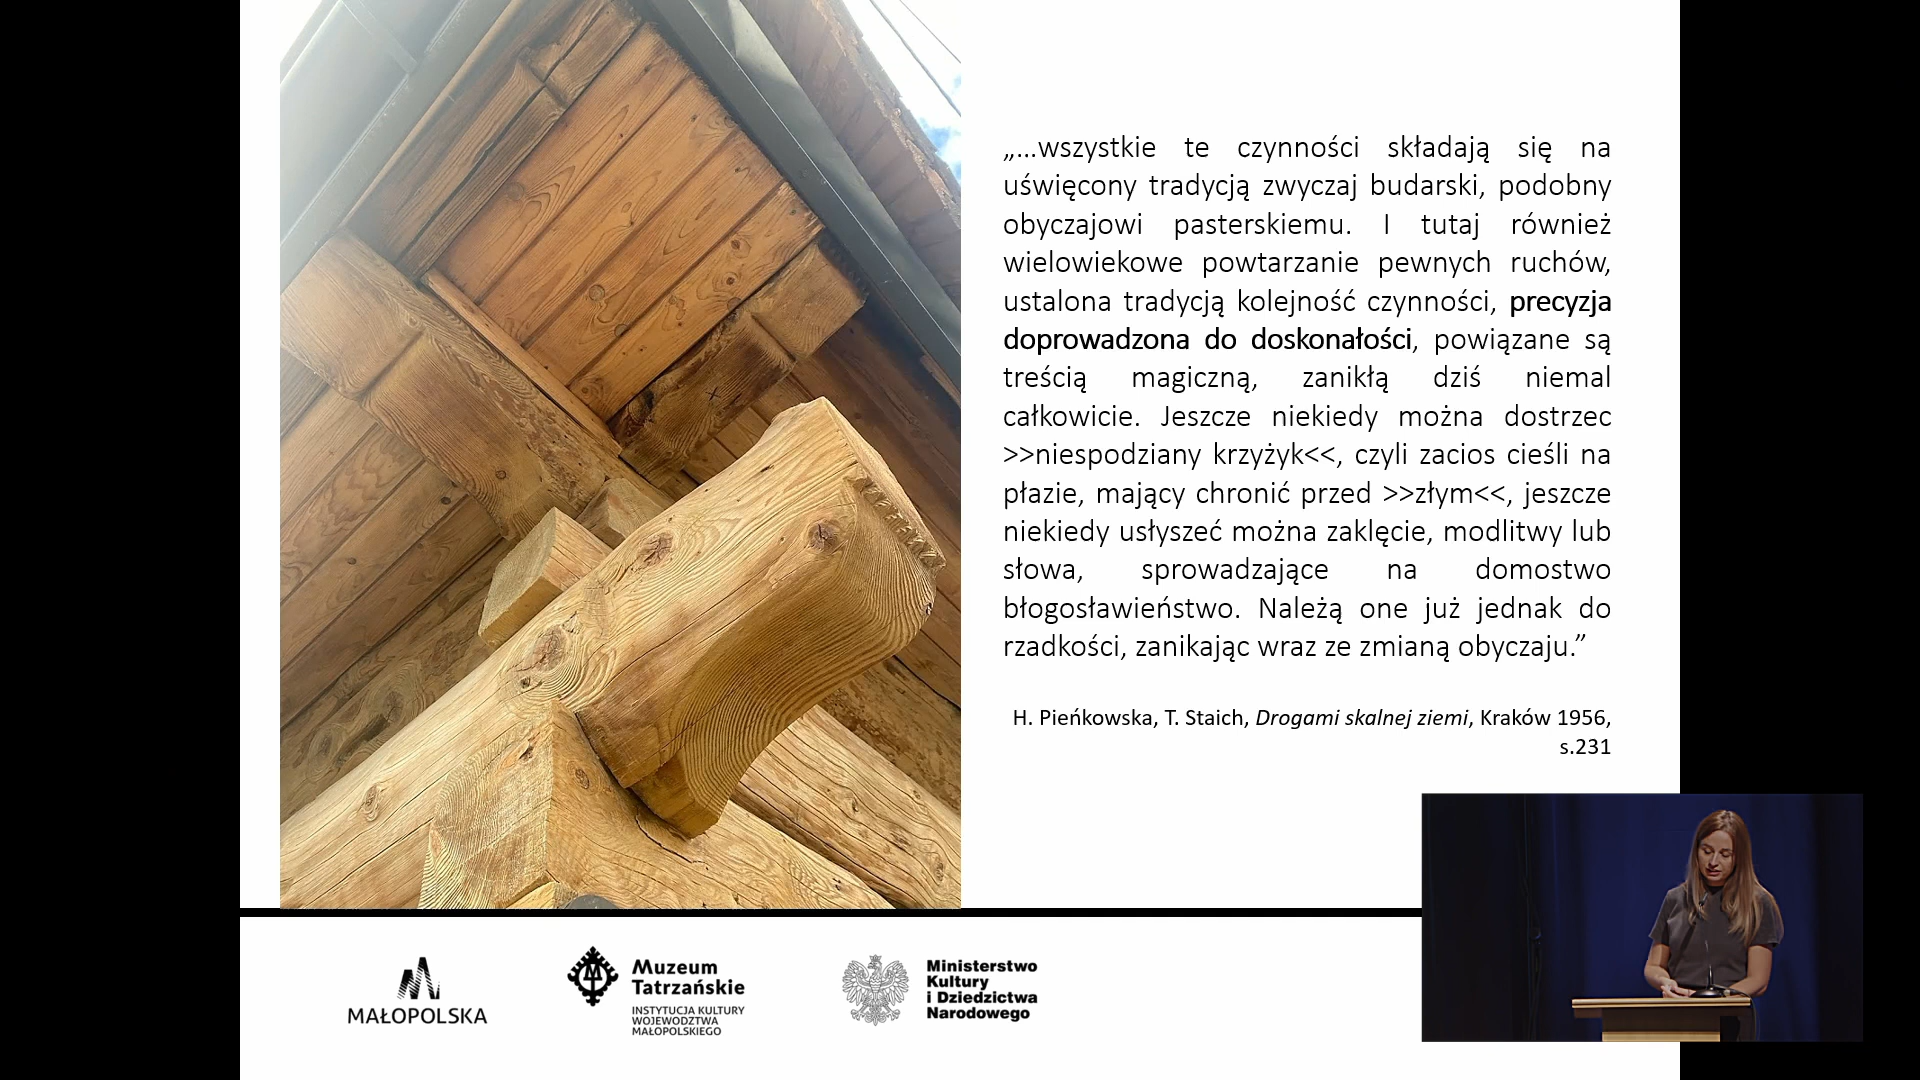 „...wszystkie te czynności składają się na
uświęcony tradycją zwyczaj budarski, podobny
obyczajowi pasterskiemu. I tutaj również
wielowiekowe powtarzanie pewnych ruchów,
ustalona tradycją kolejność czynności, precyzja
doprowadzona do doskonałości, powiązane są
treścią magiczną, zanikłą dziś niemal
całkowicie. Jeszcze niekiedy można dostrzec
>>niespodziany krzyżyk<<, czyli zacios cieśli na
płazie, mający chronić przed >>złym<<, jeszcze
niekiedy usłyszeć można zaklęcie, modlitwy lub
słowa, sprowadzające na domostwo
błogosławieństwo. Należą one już jednak do
rzadkości, zanikając wraz ze zmianą obyczaju.”
H. Pieńkowska, T. Staich, Drogami skalnej ziemi, Kraków 1956,
s.231
MAŁOPOLSKA
Muzeum
Tatrzańskie
INSTYTUCJA KULTURY
WOJEWÓDZTWA
MAŁOPOLSKIEGO
Ministerstwo
Kultury
i Dziedzictwa
Narodowego